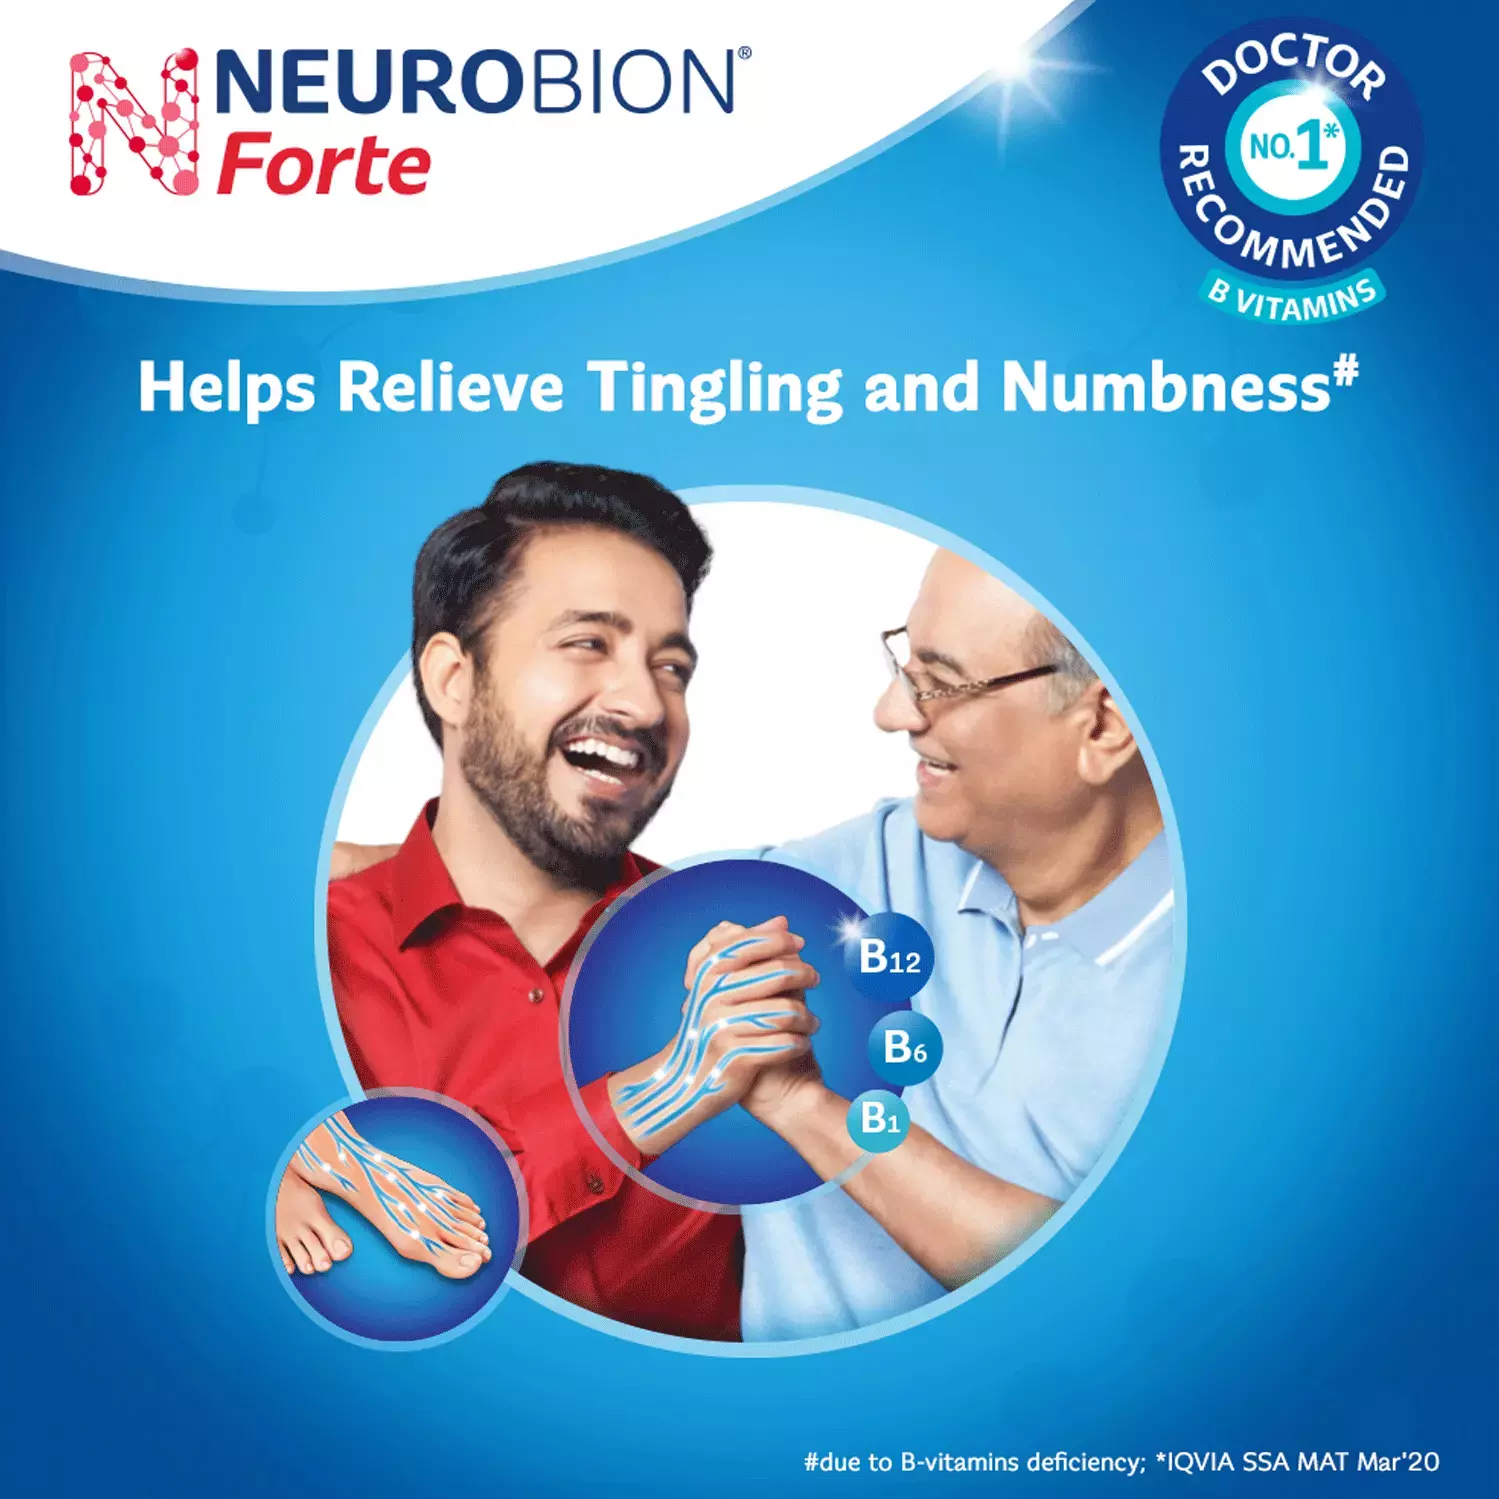 NEUROBION®
Forte
DOCTOR
NO.1*
RECOMMENDED
B VITAMINS
Helps Relieve Tingling and Numbness#
B12
B6
B1
#due to B-vitamins deficiency; *IQVIA SSA MAT Mar'20